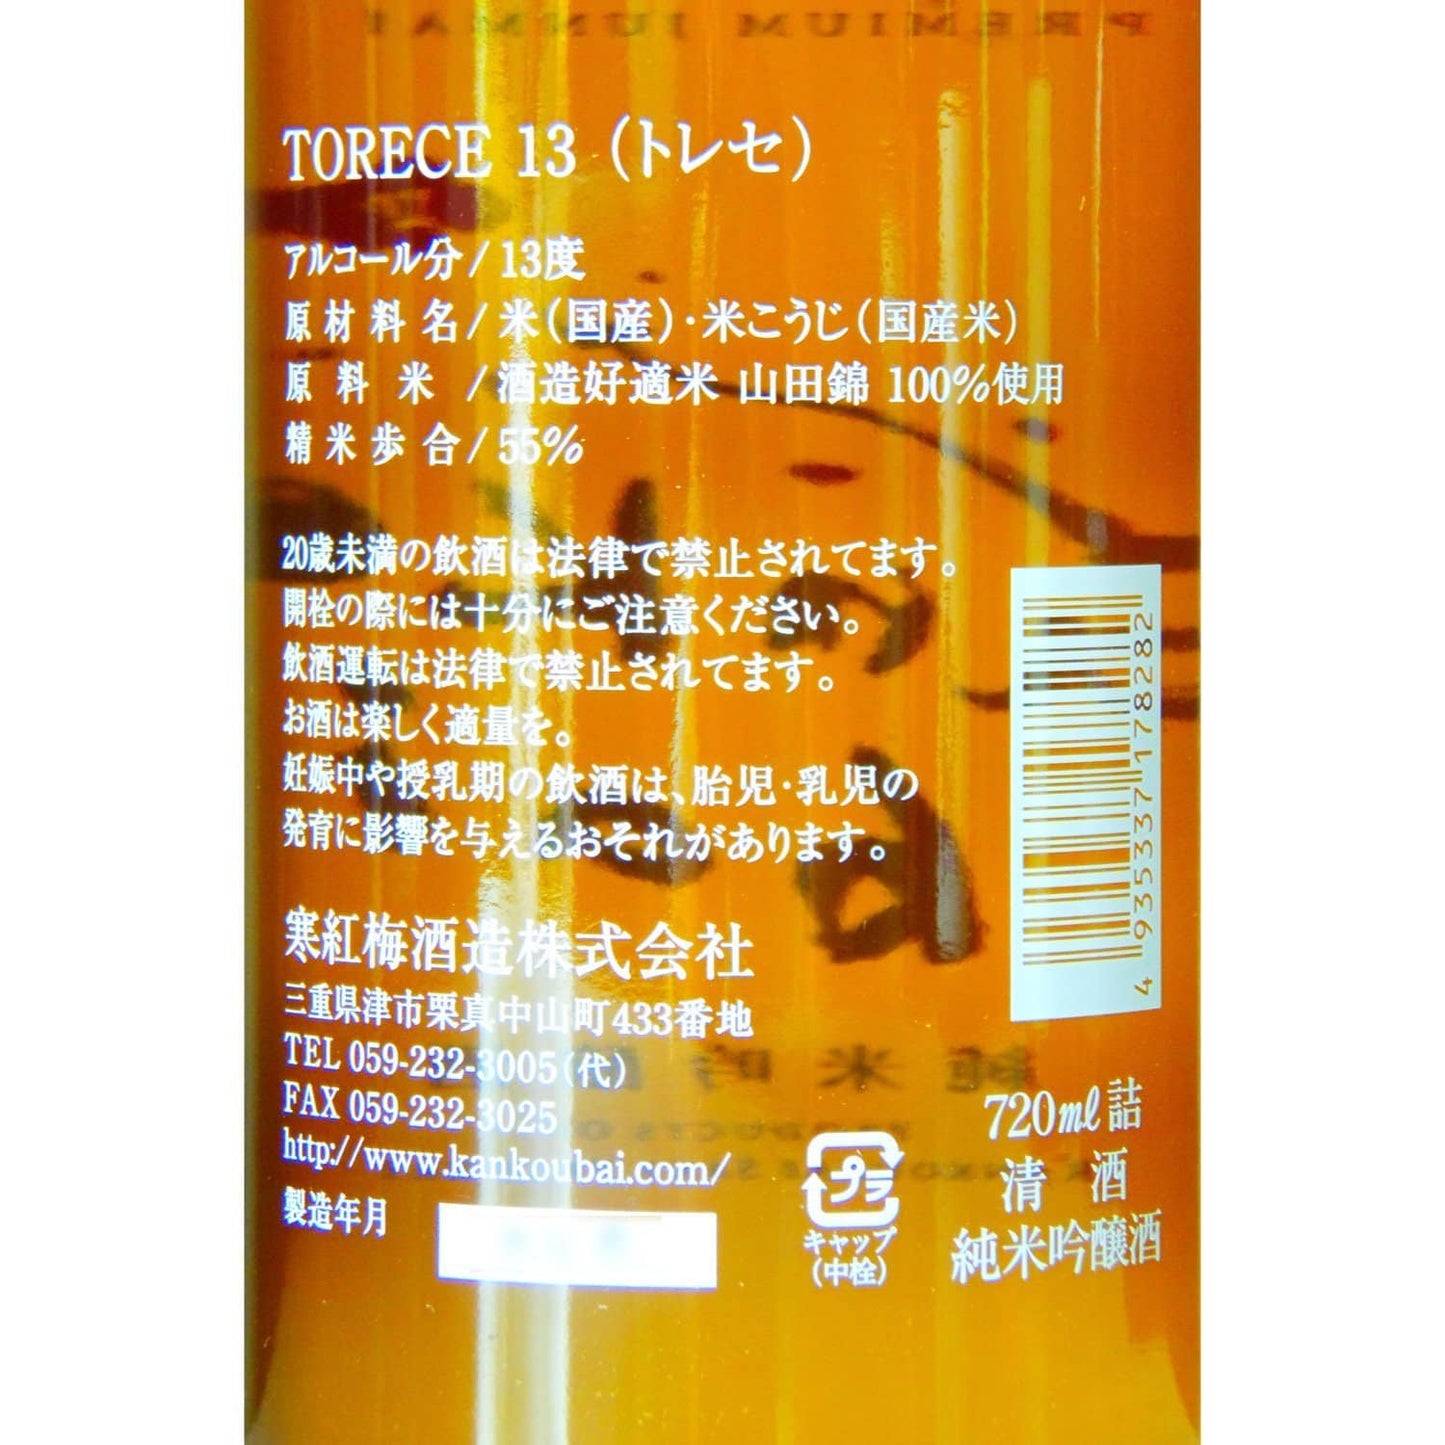 PREMIUM JUNMAI
TORECE 13（トレセ）
アルコール分/13度
原材料名/米(国産)・米こうじ(国産米)
原料米/酒造好適米 山田錦 100%使用
精米歩合/55%
20歳未満の飲酒は法律で禁止されてます。
開栓の際には十分にご注意ください。
飲酒運転は法律で禁止されてます。
お酒は楽しく適量を。
妊娠中や授乳期の飲酒は、胎児・乳児の
発育に影響を与えるおそれがあります。
寒紅梅酒造株式会社
三重県津市栗真中山町433番地
TEL 059-232-3005(代)
FAX 059-232-3025
http://www.kankoubai.com/
製造年月
4935337178282
プラ
キャップ
(中栓)
720ml詰
清酒
純米吟醸酒